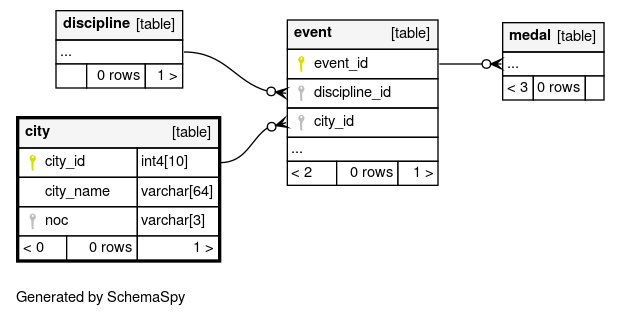 discipline [table]
...
0 rows 1 >
city [table]
city_id int4[10]
city_name varchar[64]
noc varchar[3]
< 0 0 rows 1 >
event [table]
event_id
discipline_id
city_id
...
< 2 0 rows 1 >
medal [table]
...
< 3 0 rows
Generated by SchemaSpy